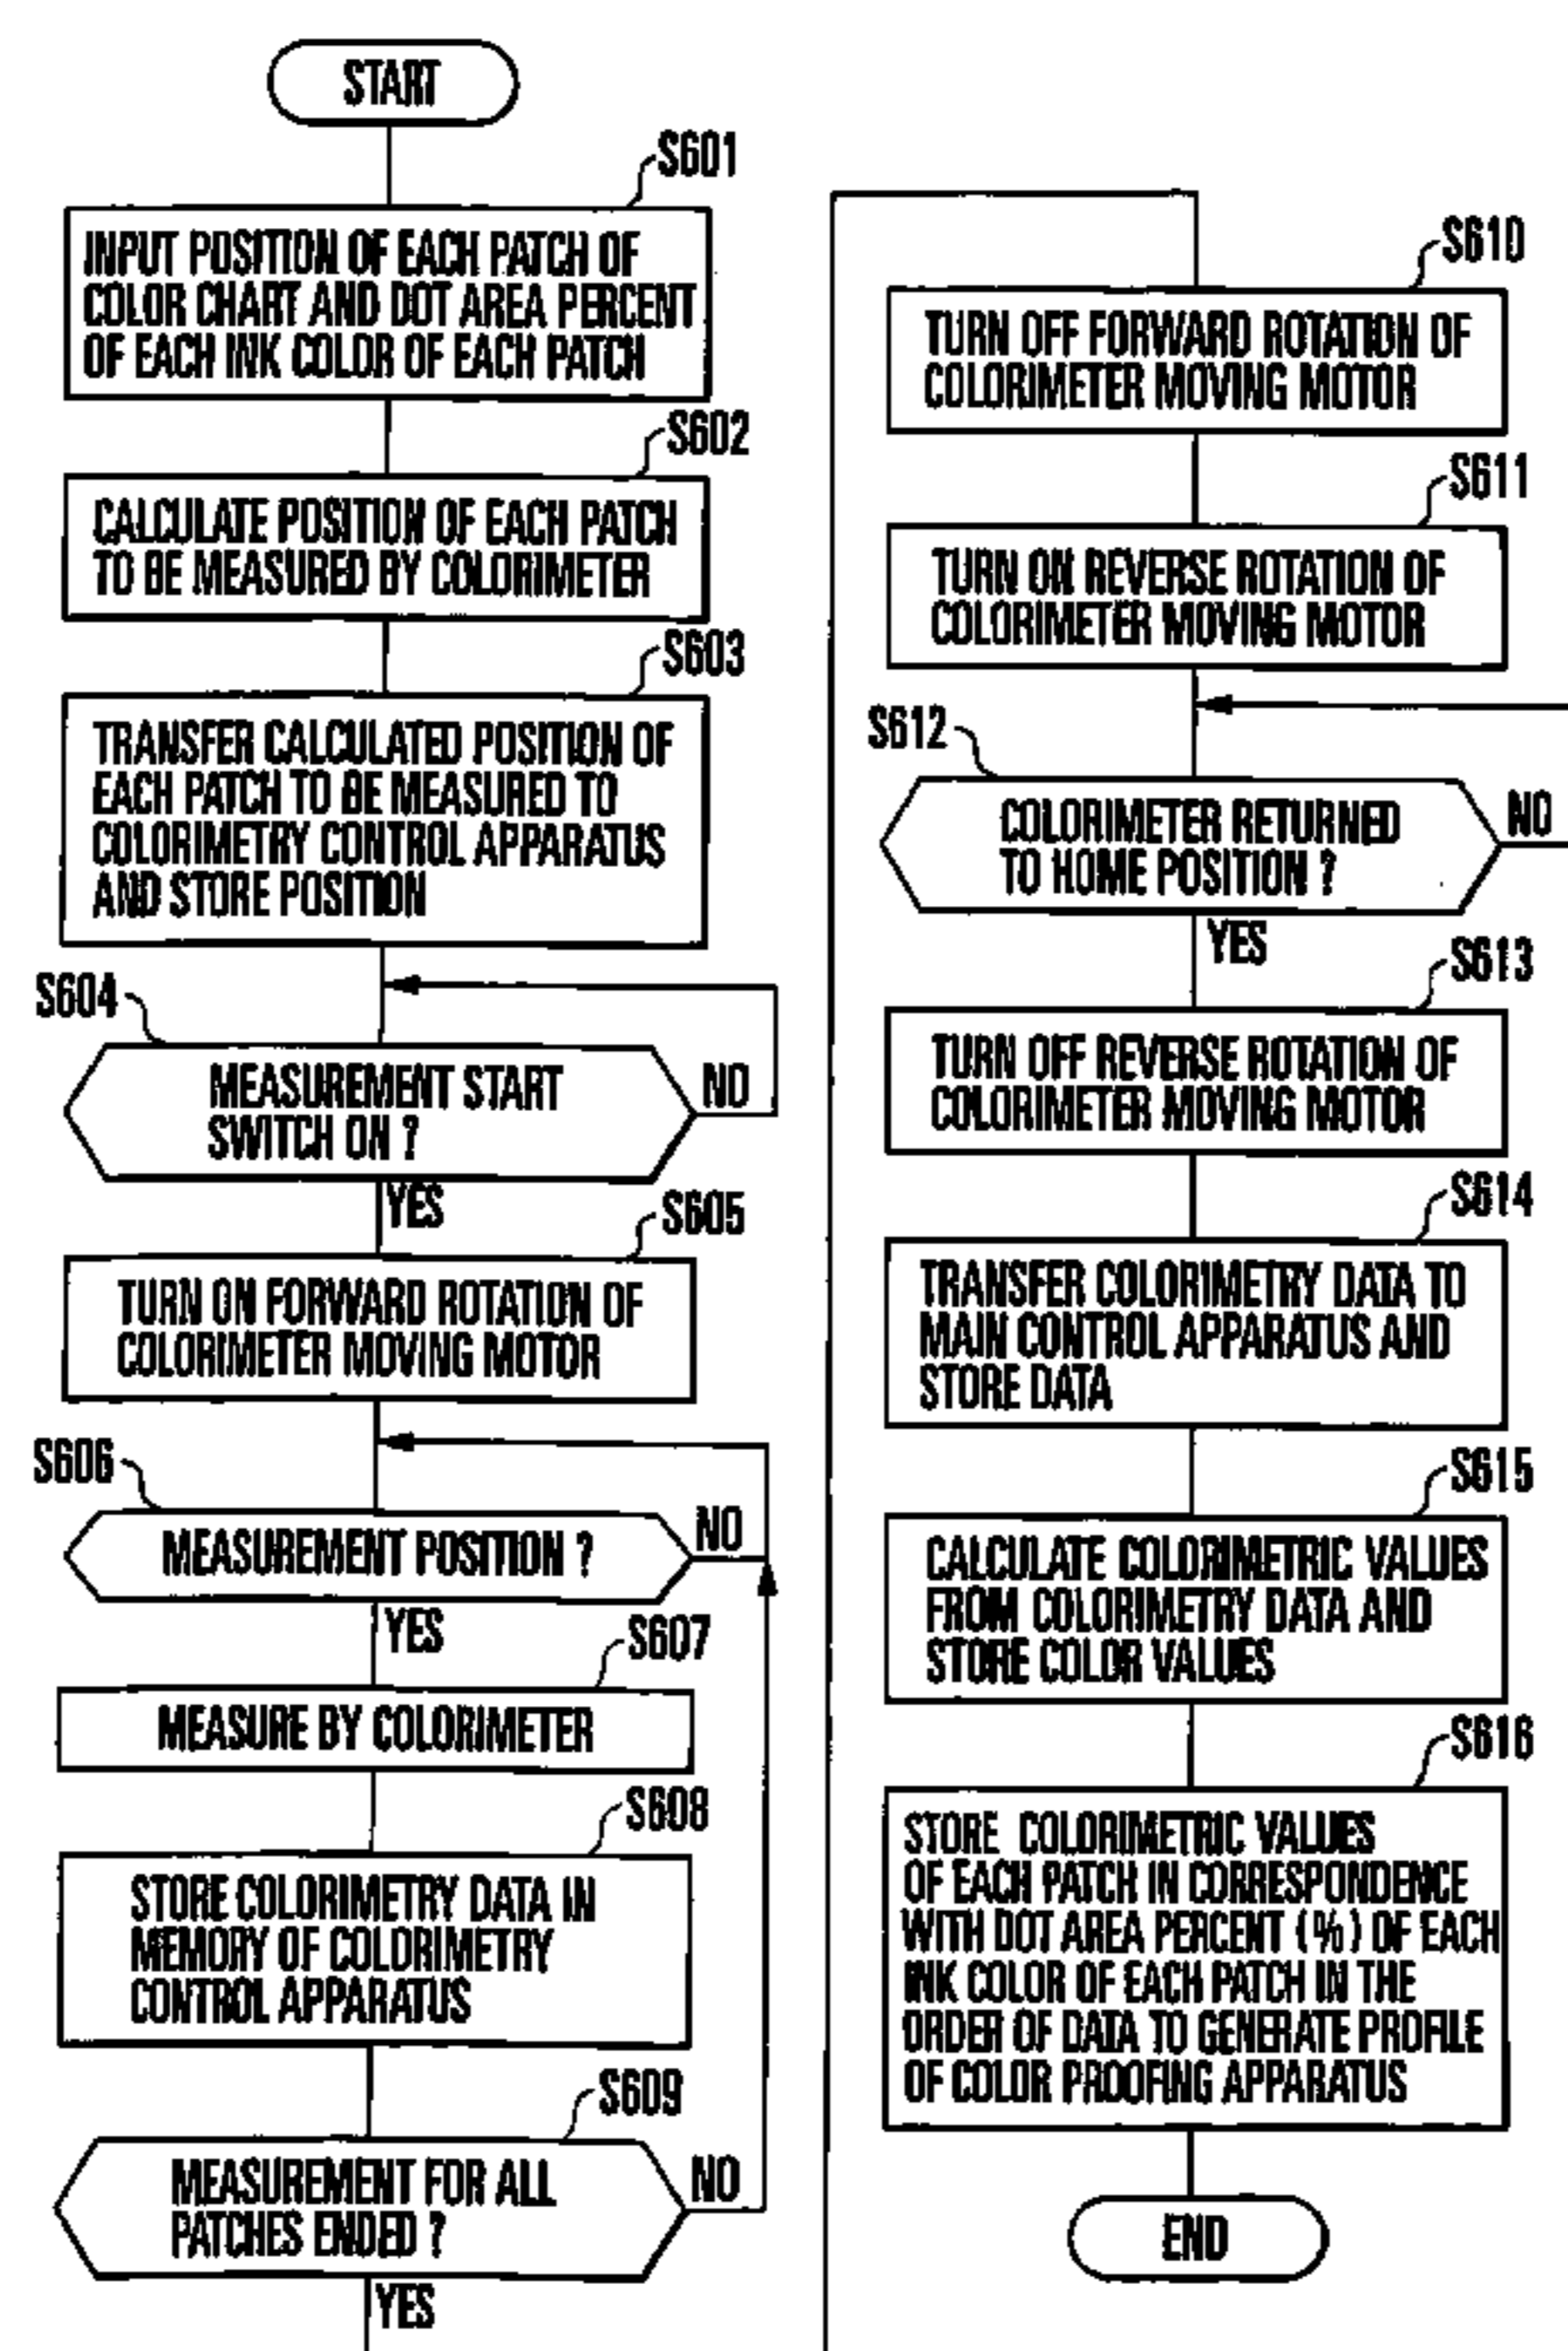 START
S601
INPUT POSITION OF EACH PATCH OF
COLOR CHART AND DOT AREA PERCENT
OF EACH INK COLOR OF EACH PATCH
S602
CALCULATE POSITION OF EACH PATCH
TO BE MEASURED BY COLORIMETER
S603
TRANSFER CALCULATED POSITION OF
EACH PATCH TO BE MEASURED TO
COLORIMETRY CONTROL APPARATUS
AND STORE POSITION
S604
MEASUREMENT START
SWITCH ON ?
NO
YES
S605
TURN ON FORWARD ROTATION OF
COLORIMETER MOVING MOTOR
S606
MEASUREMENT POSITION ?
NO
YES
S607
MEASURE BY COLORIMETER
S608
STORE COLORIMETRY DATA IN
MEMORY OF COLORIMETRY
CONTROL APPARATUS
S609
MEASUREMENT FOR ALL
PATCHES ENDED ?
NO
YES
S610
TURN OFF FORWARD ROTATION OF
COLORIMETER MOVING MOTOR
S611
TURN ON REVERSE ROTATION OF
COLORIMETER MOVING MOTOR
S612
COLORIMETER RETURNED
TO HOME POSITION ?
NO
YES
S613
TURN OFF REVERSE ROTATION OF
COLORIMETER MOVING MOTOR
S614
TRANSFER COLORIMETRY DATA TO
MAIN CONTROL APPARATUS AND
STORE DATA
S615
CALCULATE COLORIMETRIC VALUES
FROM COLORIMETRY DATA AND
STORE COLOR VALUES
S616
STORE COLORIMETRIC VALUES
OF EACH PATCH IN CORRESPONDENCE
WITH DOT AREA PERCENT (%) OF EACH
INK COLOR OF EACH PATCH IN THE
ORDER OF DATA TO GENERATE PROFILE
OF COLOR PROOFING APPARATUS
END